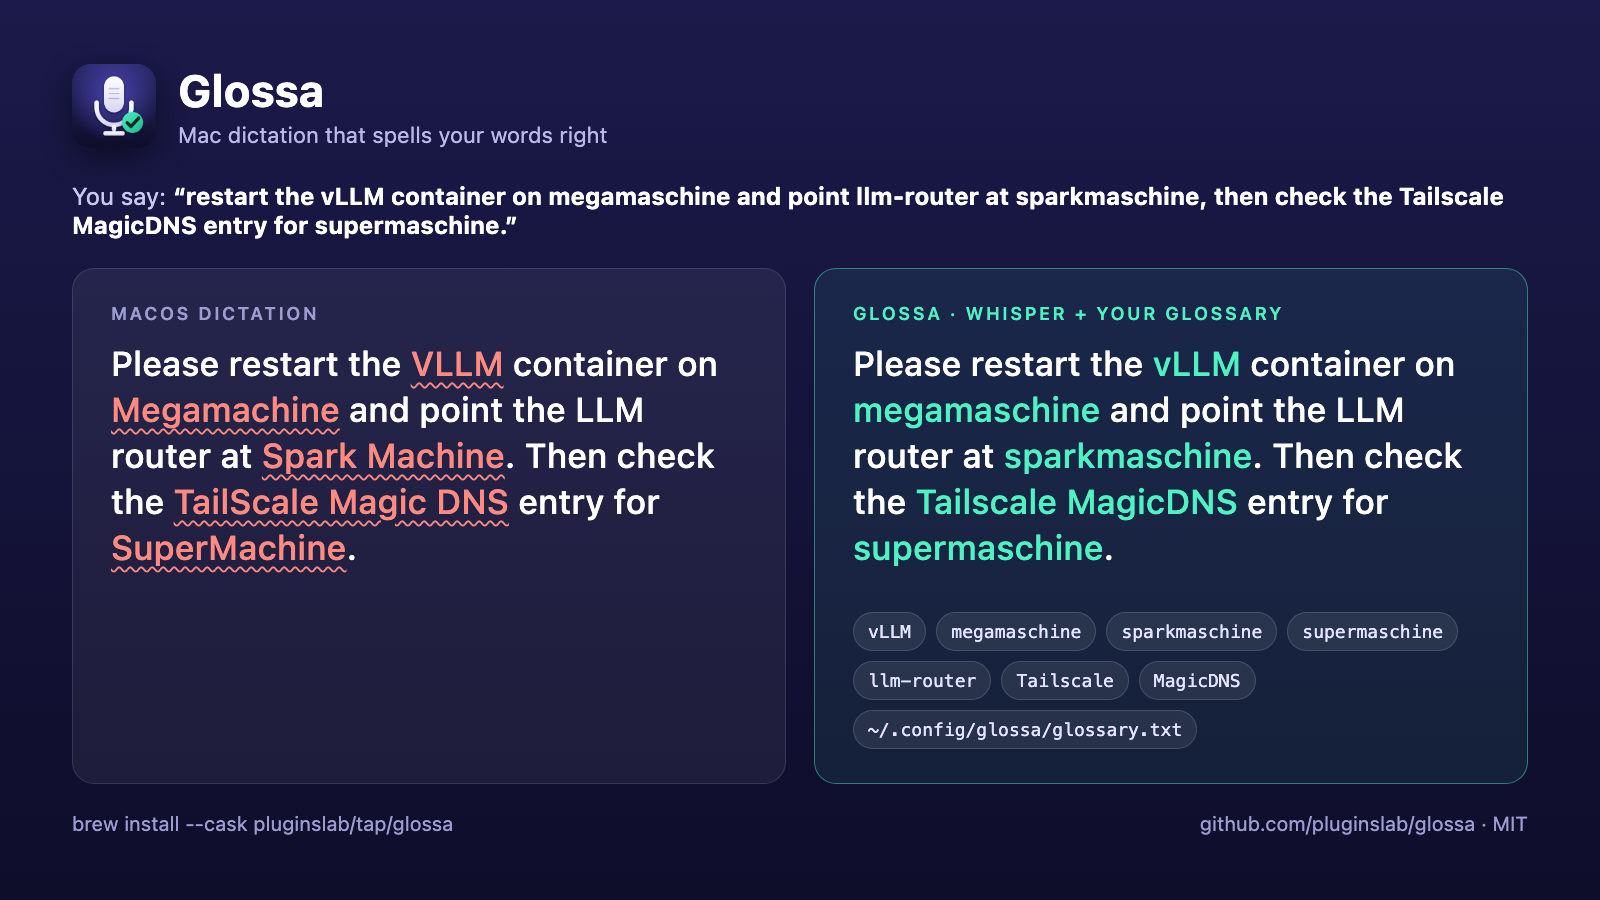 Glossa
Mac dictation that spells your words right
You say: “restart the vLLM container on megamaschine and point llm-router at sparkmaschine, then check the Tailscale
MagicDNS entry for supermaschine.”
MACOS DICTATION
Please restart the VLLM container on
Megamachine and point the LLM
router at Spark Machine. Then check
the TailScale Magic DNS entry for
SuperMachine.
GLOSSA · WHISPER + YOUR GLOSSARY
Please restart the vLLM container on
megamaschine and point the LLM
router at sparkmaschine. Then check
the Tailscale MagicDNS entry for
supermaschine.
vLLM megamaschine sparkmaschine supermaschine
llm-router Tailscale MagicDNS
~/.config/glossa/glossary.txt
brew install --cask pluginslab/tap/glossa
github.com/pluginslab/glossa · MIT